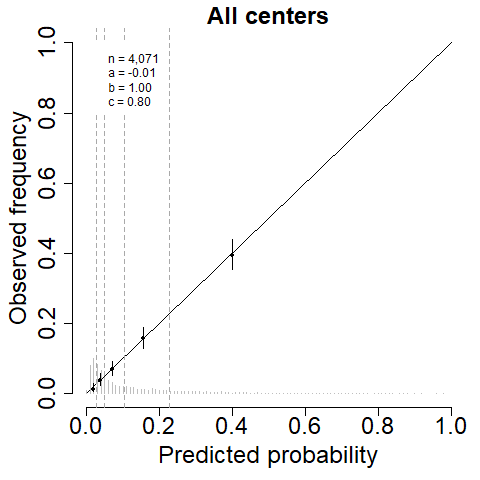 All centers
n = 4,071
a = -0.01
b = 1.00
c = 0.80
Observed frequency
1.0
0.8
0.6
0.4
0.2
0.0
0.0 0.2 0.4 0.6 0.8 1.0
Predicted probability